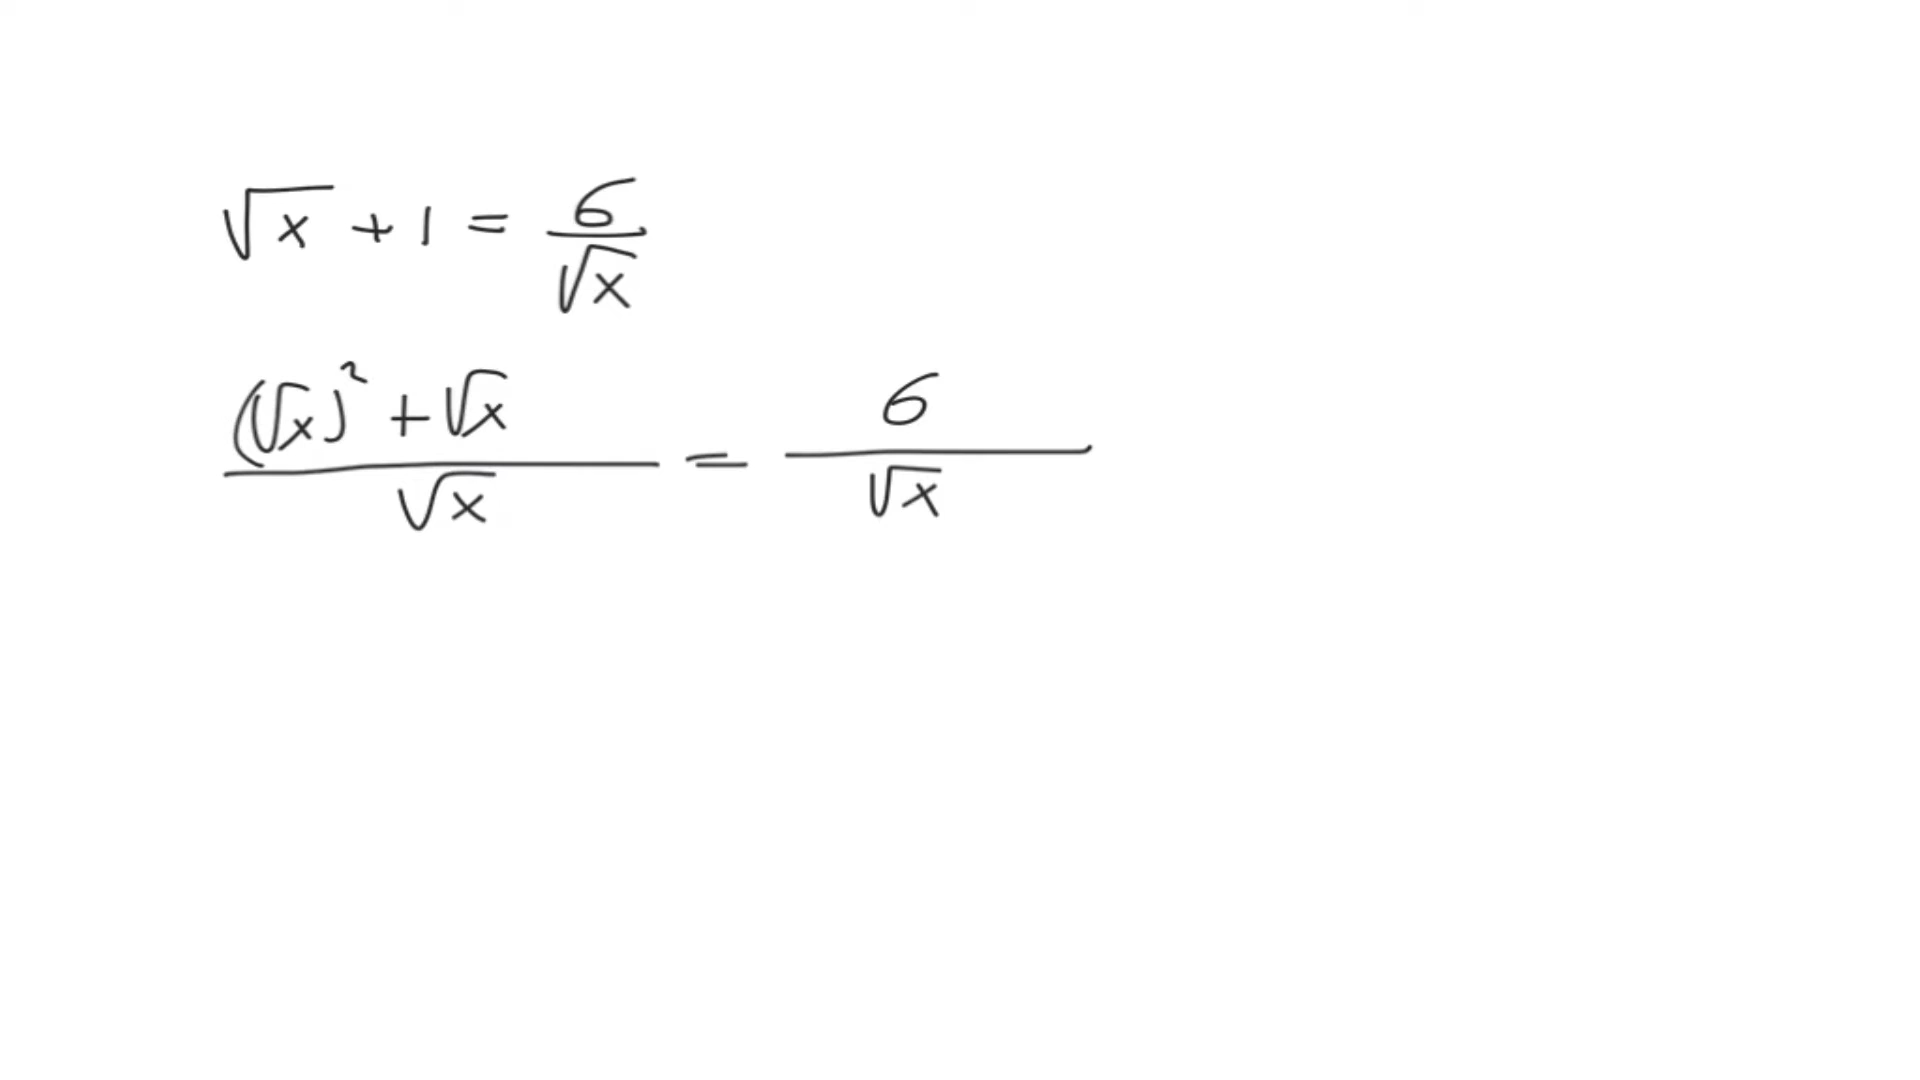 √x + 1 = 6/√x
((√x)² + √x)/√x = 6/√x